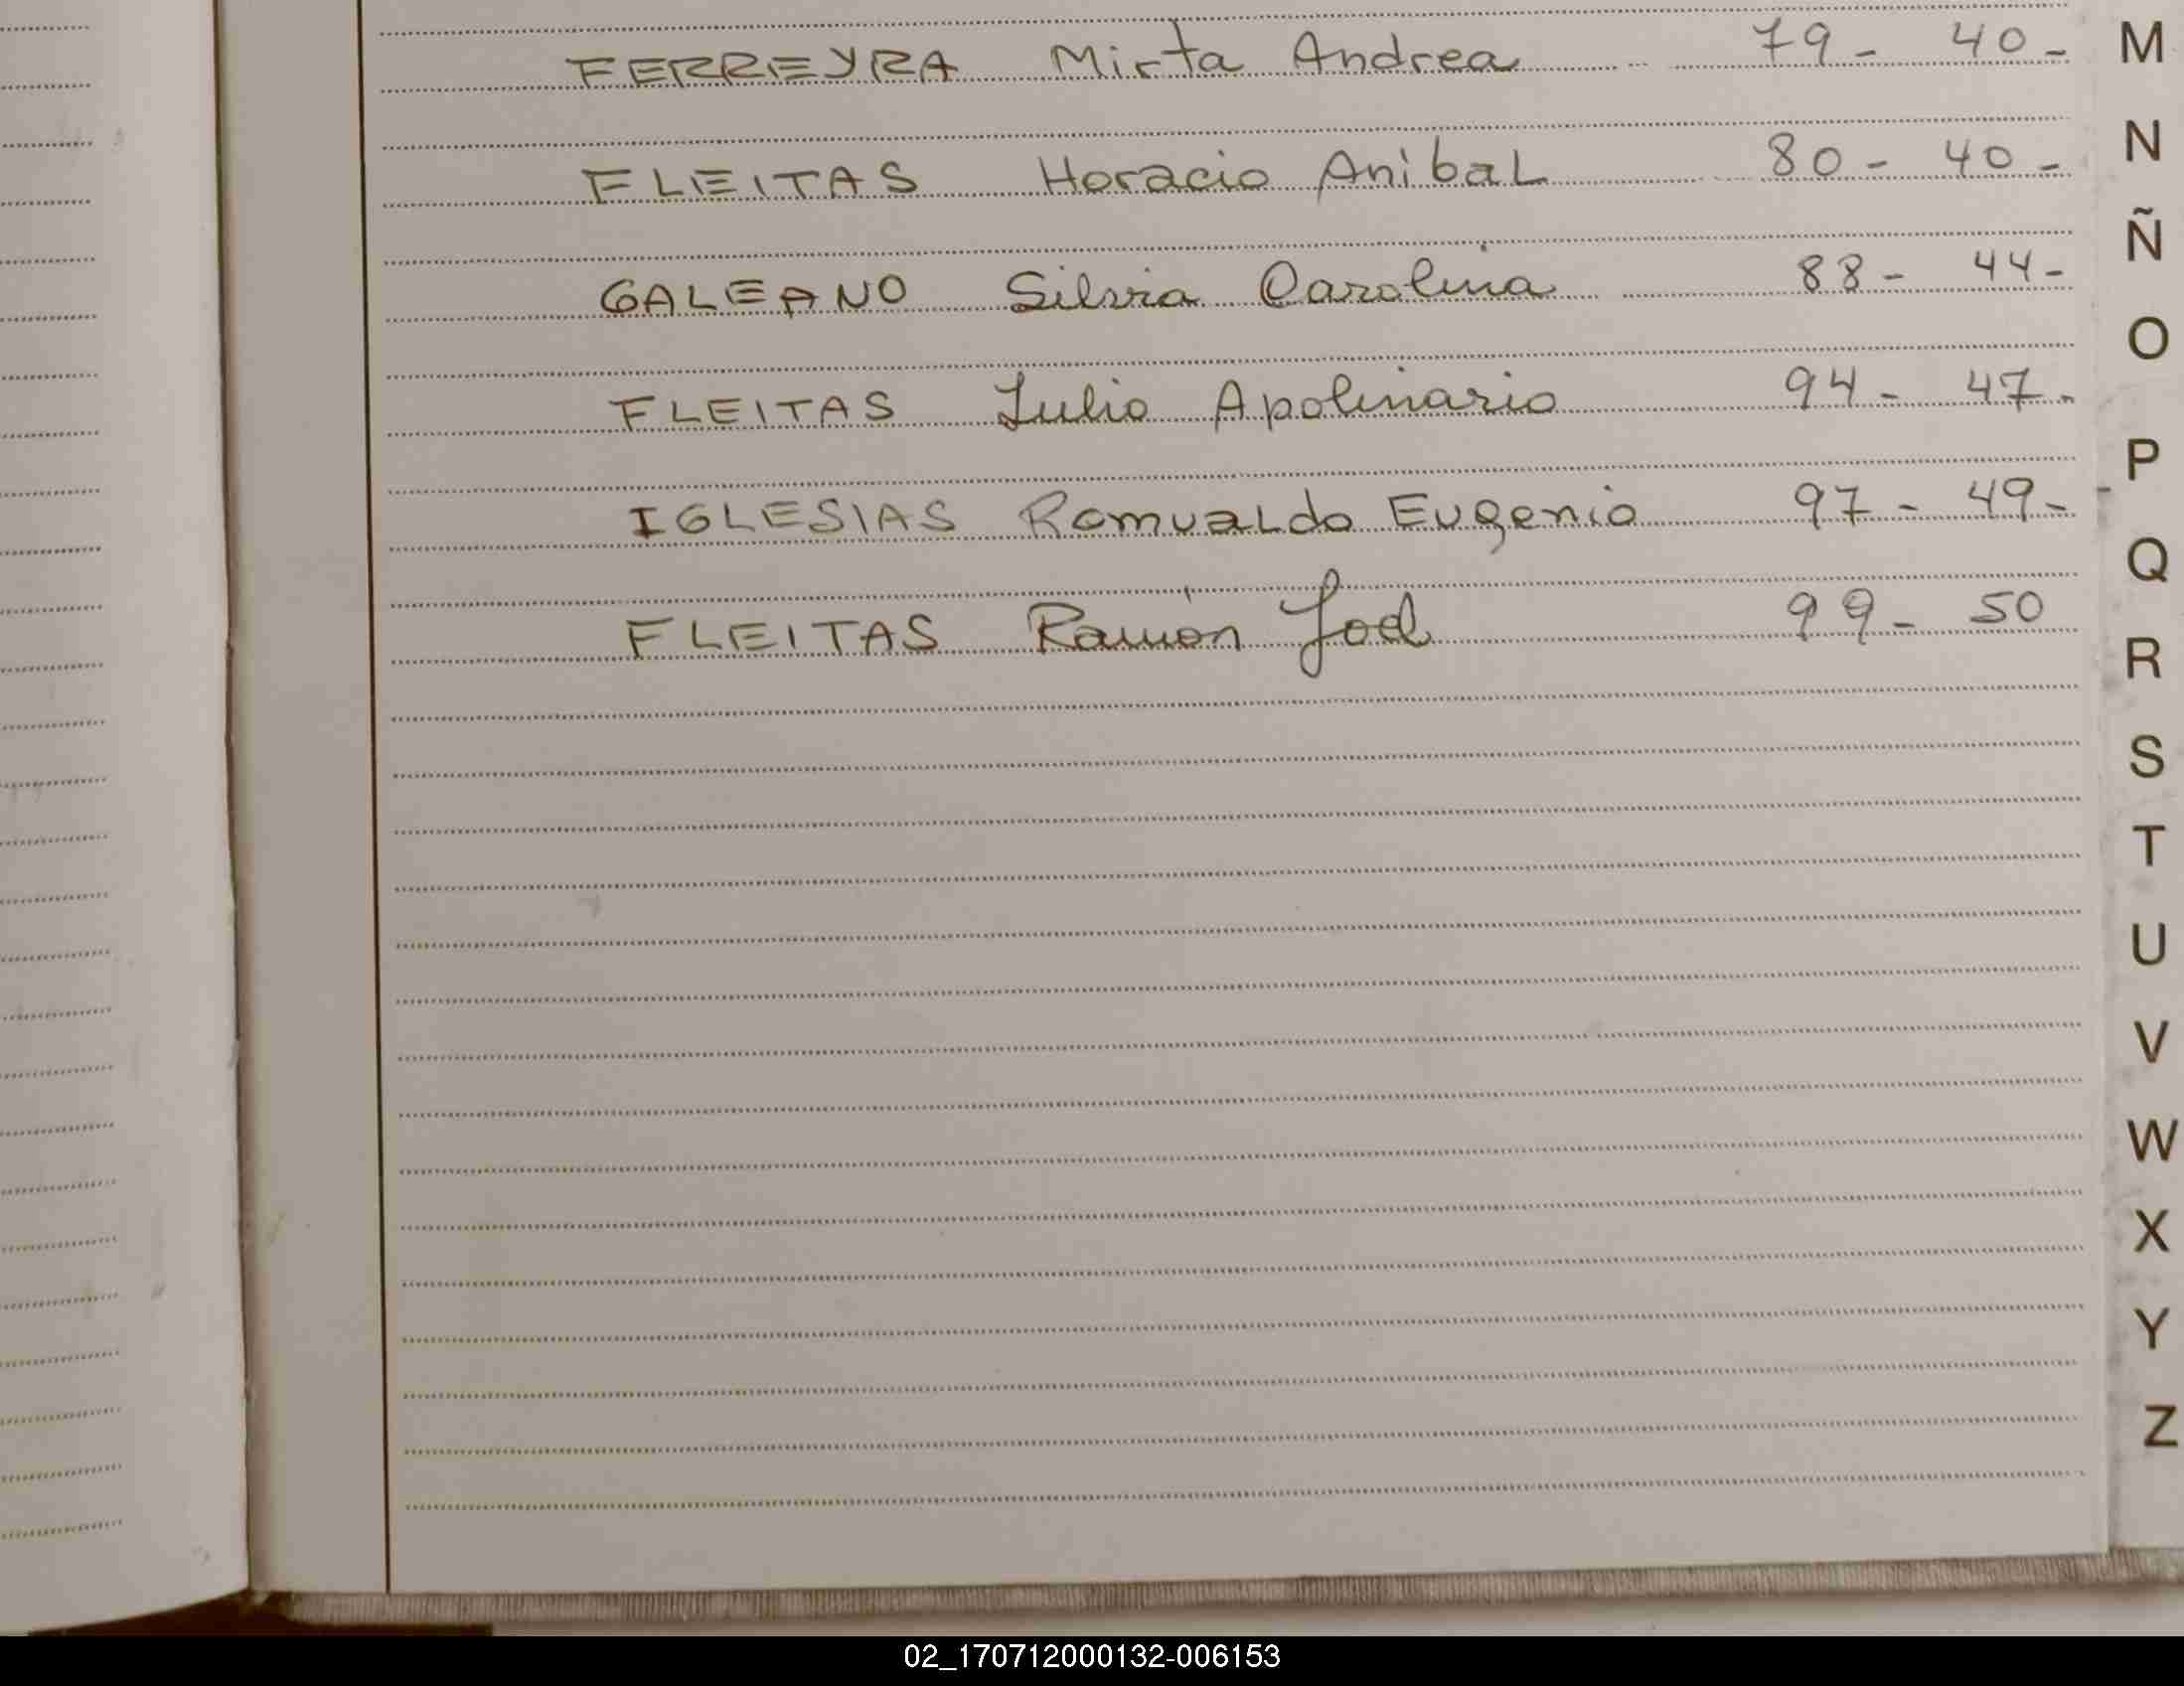 FERREYRA Mirta Andrea 79 - 40 -
FLEITAS Horacio Anibal 80 - 40 -
GALEANO Silvia Carolina 88 - 44 -
FLEITAS Julio Apolinario 94 - 47 -
IGLESIAS Romualdo Eugenio 97 - 49 -
FLEITAS Ramón Joel 99 - 50
M
N
Ñ
O
P
Q
R
S
T
U
V
W
X
Y
Z
02_170712000132-006153